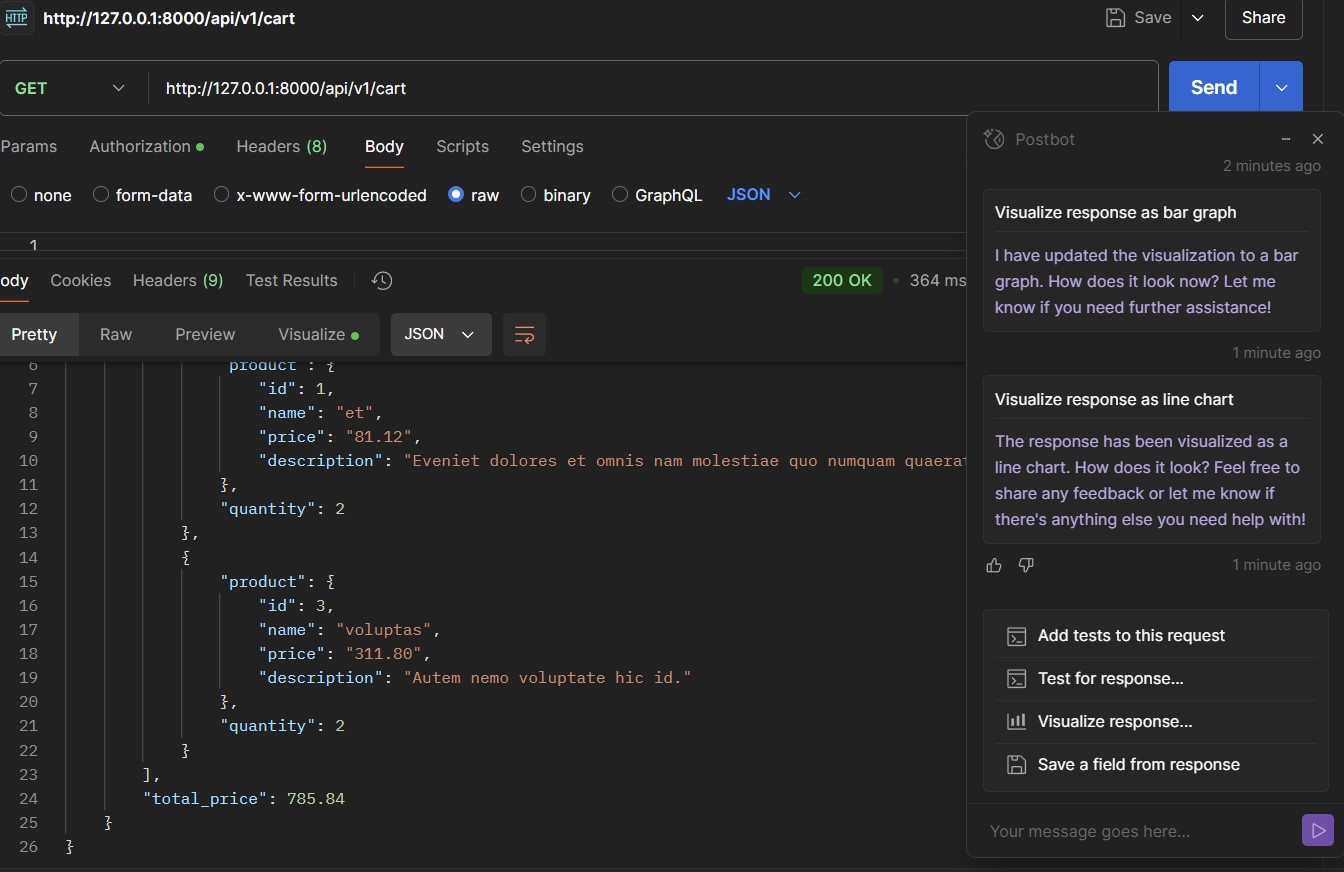 HTTP http://127.0.0.1:8000/api/v1/cart Save Share
GET http://127.0.0.1:8000/api/v1/cart Send
Params Authorization Headers (8) Body Scripts Settings
none form-data x-www-form-urlencoded raw binary GraphQL JSON
1
ody Cookies Headers (9) Test Results 200 OK 364 ms
Pretty Raw Preview Visualize JSON
6 product": {
7 "id": 1,
8 "name": "et",
9 "price": "81.12",
10 "description": "Eveniet dolores et omnis nam molestiae quo numquam quaerat
11 },
12 "quantity": 2
13 },
14 {
15 "product": {
16 "id": 3,
17 "name": "voluptas",
18 "price": "311.80",
19 "description": "Autem nemo voluptate hic id."
20 },
21 "quantity": 2
22 }
23 ],
24 "total_price": 785.84
25 }
26 }
Postbot
2 minutes ago
Visualize response as bar graph
I have updated the visualization to a bar
graph. How does it look now? Let me
know if you need further assistance!
1 minute ago
Visualize response as line chart
The response has been visualized as a
line chart. How does it look? Feel free to
share any feedback or let me know if
there's anything else you need help with!
1 minute ago
Add tests to this request
Test for response...
Visualize response...
Save a field from response
Your message goes here...